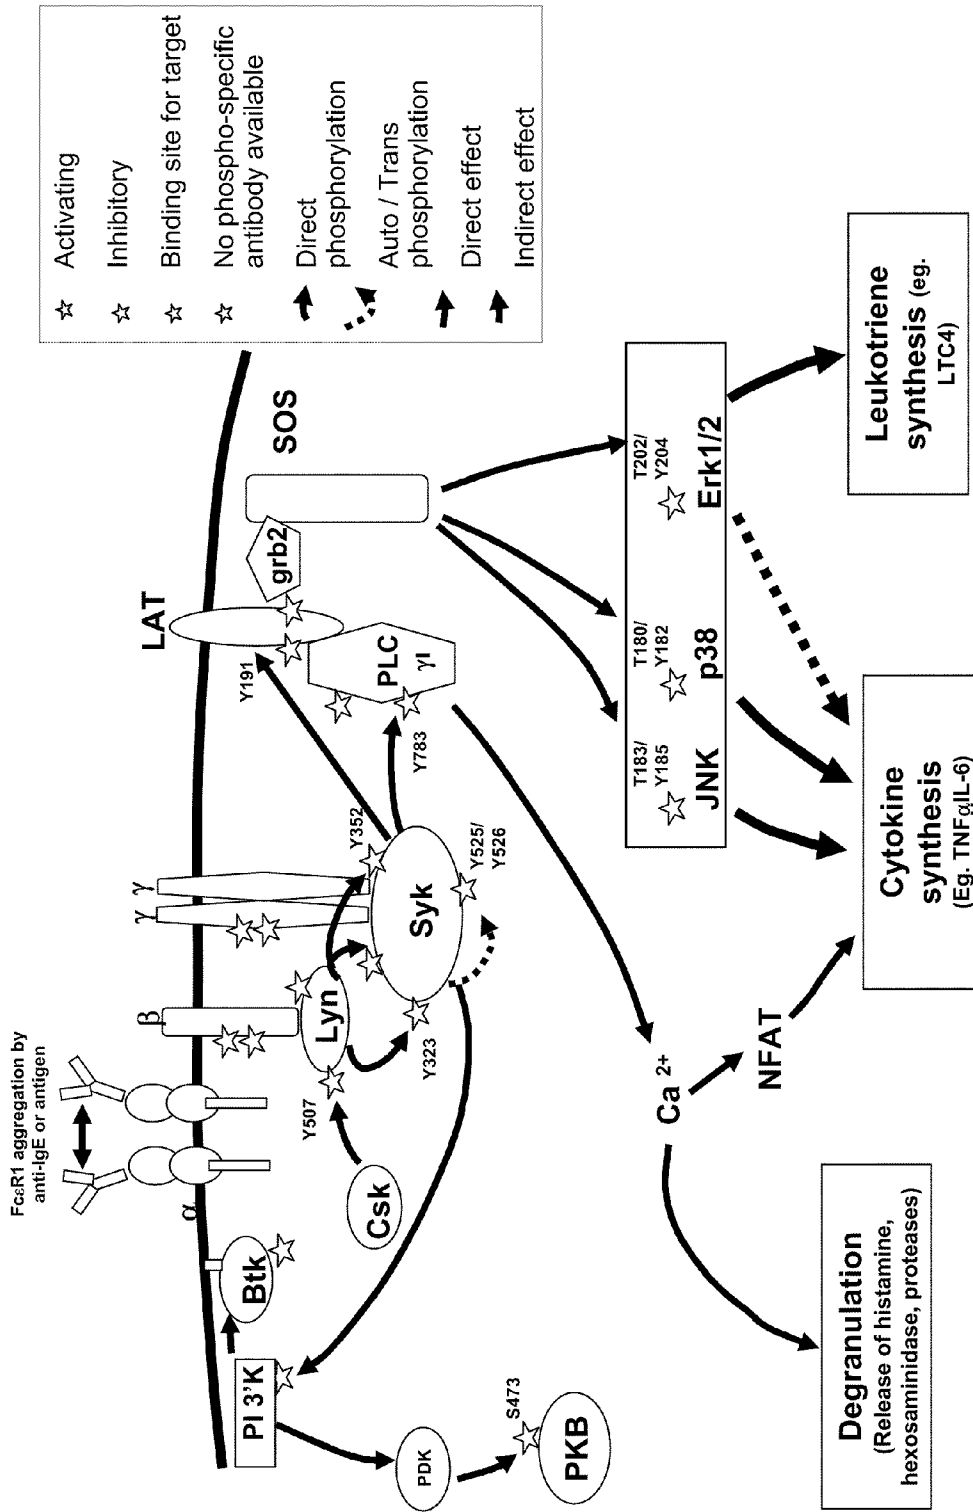 FcεR1 aggregation by
anti-IgE or antigen
α
β
γ
γ
LAT
PI 3'K
Btk
Csk
Y507
Lyn
Y323
Syk
Y352
Y525/
Y526
Y191
Y783
PLC
γI
grb2
SOS
PDK
S473
PKB
Ca 2+
NFAT
T183/
Y185
JNK
T180/
Y182
p38
T202/
Y204
Erk1/2
Degranulation
(Release of histamine,
hexosaminidase, proteases)
Cytokine
synthesis
(Eg. TNFαIL-6)
Leukotriene
synthesis (eg.
LTC4)
Activating
Inhibitory
Binding site for target
No phospho-specific
antibody available
Direct
phosphorylation
Auto / Trans
phosphorylation
Direct effect
Indirect effect